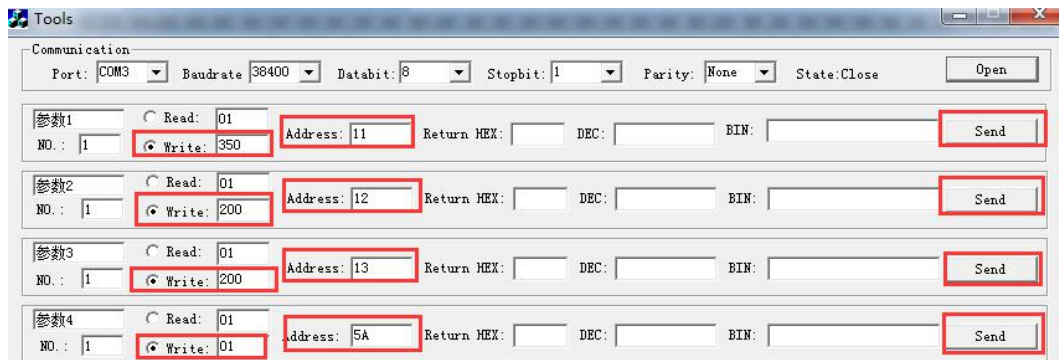 Tools
Communication
Port: COM3 Baudrate 38400 Databit: 8 Stopbit: 1 Parity: None State:Close Open
参数1 Read: 01
NO.: 1 Write: 350 Address: 11 Return HEX: DEC: BIN: Send
参数2 Read: 01
NO.: 1 Write: 200 Address: 12 Return HEX: DEC: BIN: Send
参数3 Read: 01
NO.: 1 Write: 200 Address: 13 Return HEX: DEC: BIN: Send
参数4 Read: 01
NO.: 1 Write: 01 Address: 5A Return HEX: DEC: BIN: Send